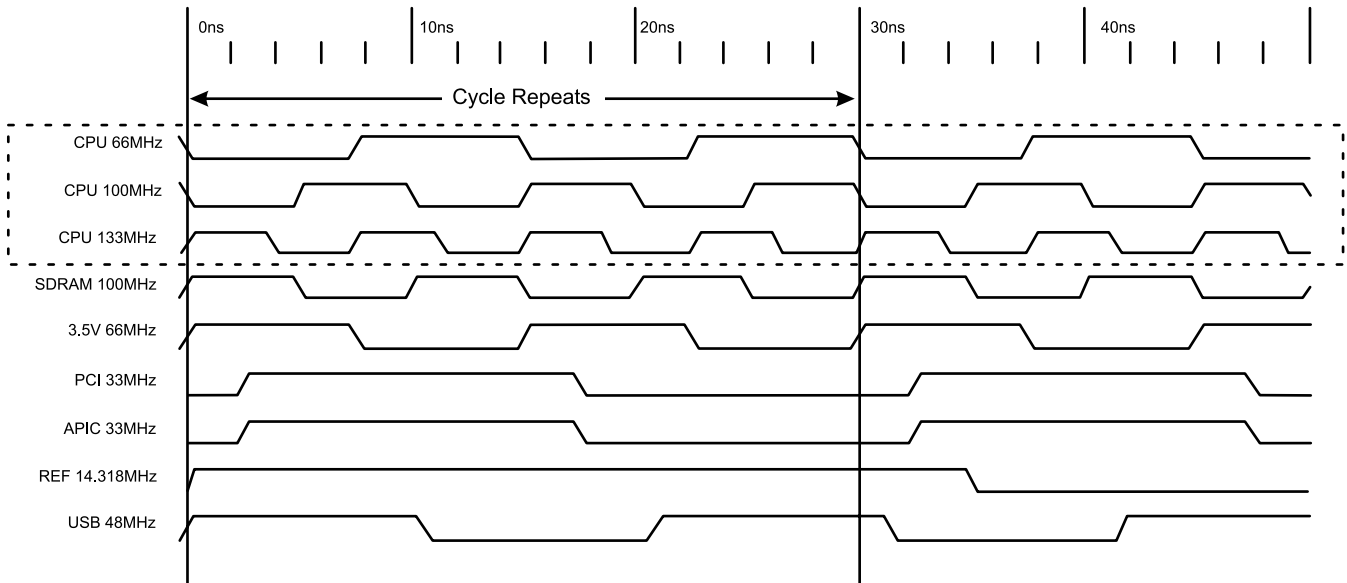 0ns 10ns 20ns 30ns 40ns
Cycle Repeats
CPU 66MHz
CPU 100MHz
CPU 133MHz
SDRAM 100MHz
3.5V 66MHz
PCI 33MHz
APIC 33MHz
REF 14.318MHz
USB 48MHz